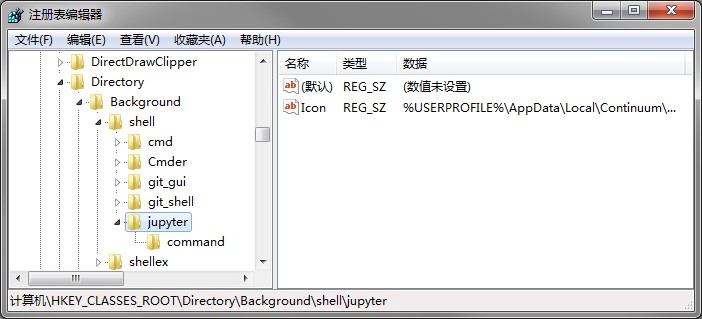 注册表编辑器
文件(F) 编辑(E) 查看(V) 收藏夹(A) 帮助(H)
DirectDrawClipper
Directory
Background
shell
cmd
Cmder
git_gui
git_shell
jupyter
command
shellex
名称 类型 数据
ab (默认) REG_SZ (数值未设置)
ab Icon REG_SZ %USERPROFILE%\AppData\Local\Continuum\...
计算机\HKEY_CLASSES_ROOT\Directory\Background\shell\jupyter